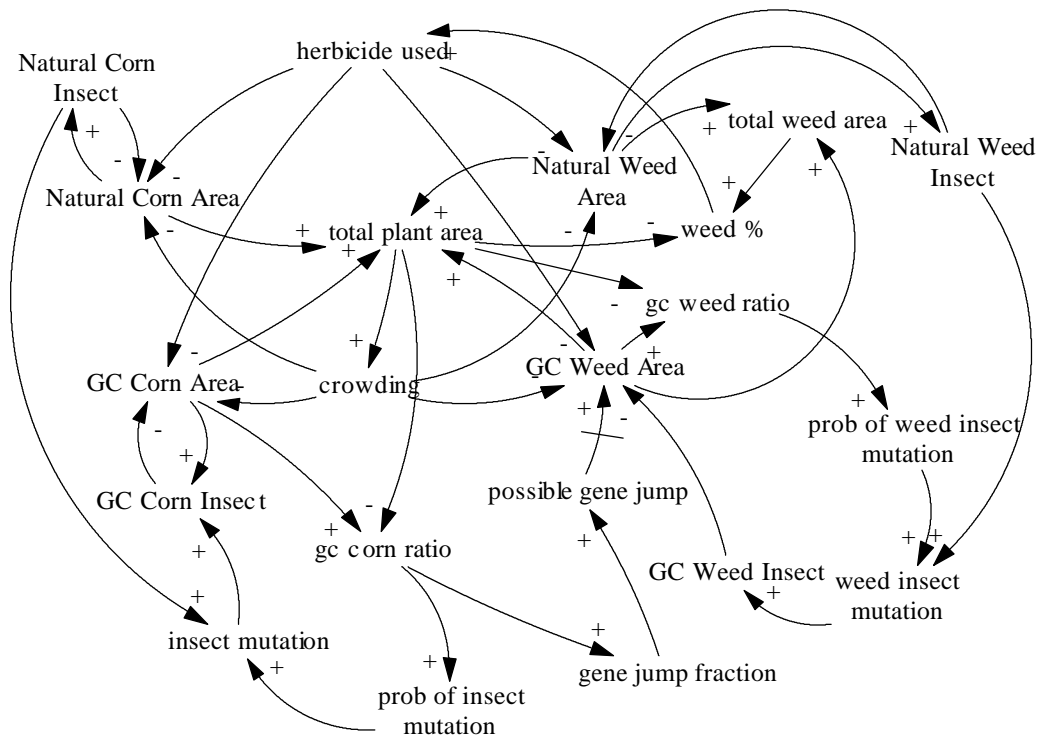 herbicide used
+
Natural Corn
Insect
+
-
-
Natural Corn Area
-
total weed area
+
+
+
+
-
-
Natural Weed
Area
+
Natural Weed
Insect
+
+
+
total plant area
-
-
weed %
-
gc weed ratio
+
+
-
GC Corn Area
-
crowding
-
-
GC Weed Area
+
-
+
+
-
+
prob of weed insect
mutation
GC Corn Insect
+
-
+
gc corn ratio
possible gene jump
+
+
+
GC Weed Insect
+
weed insect
mutation
+
insect mutation
+
+
+
gene jump fraction
prob of insect
mutation